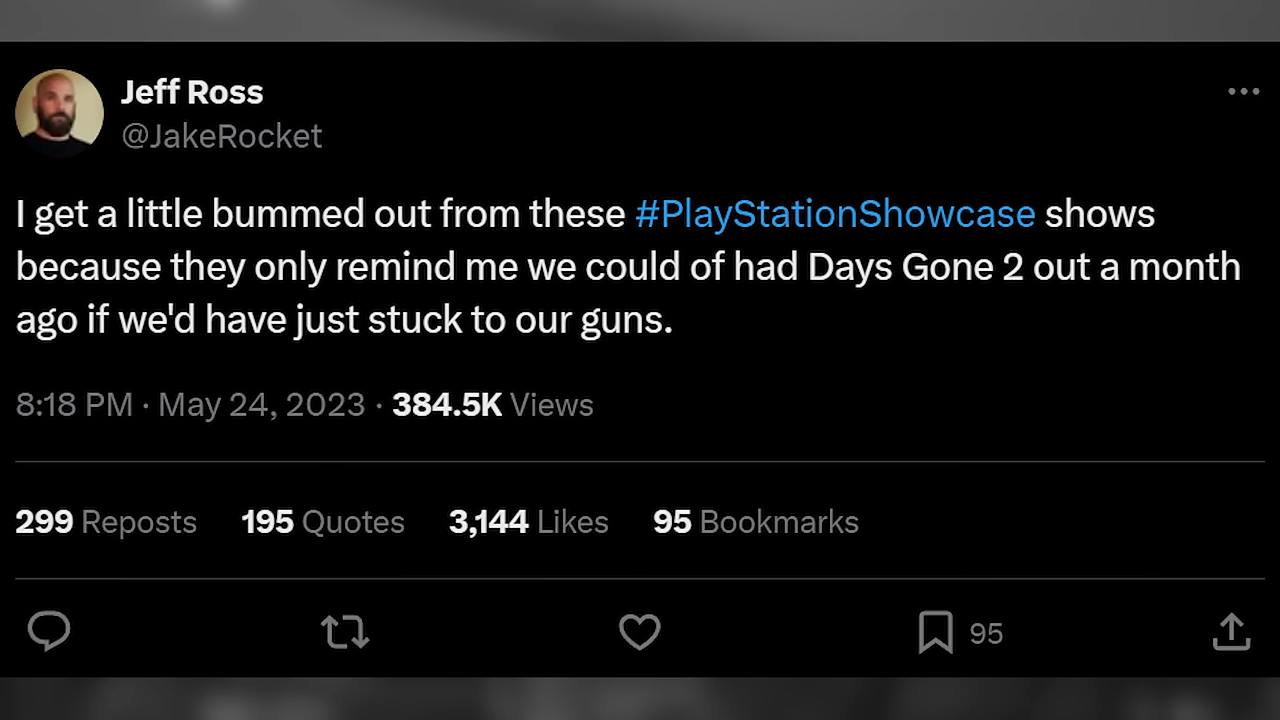 Jeff Ross
@JakeRocket
I get a little bummed out from these #PlayStationShowcase shows
because they only remind me we could of had Days Gone 2 out a month
ago if we'd have just stuck to our guns.
8:18 PM · May 24, 2023 · 384.5K Views
299 Reposts 195 Quotes 3,144 Likes 95 Bookmarks
95